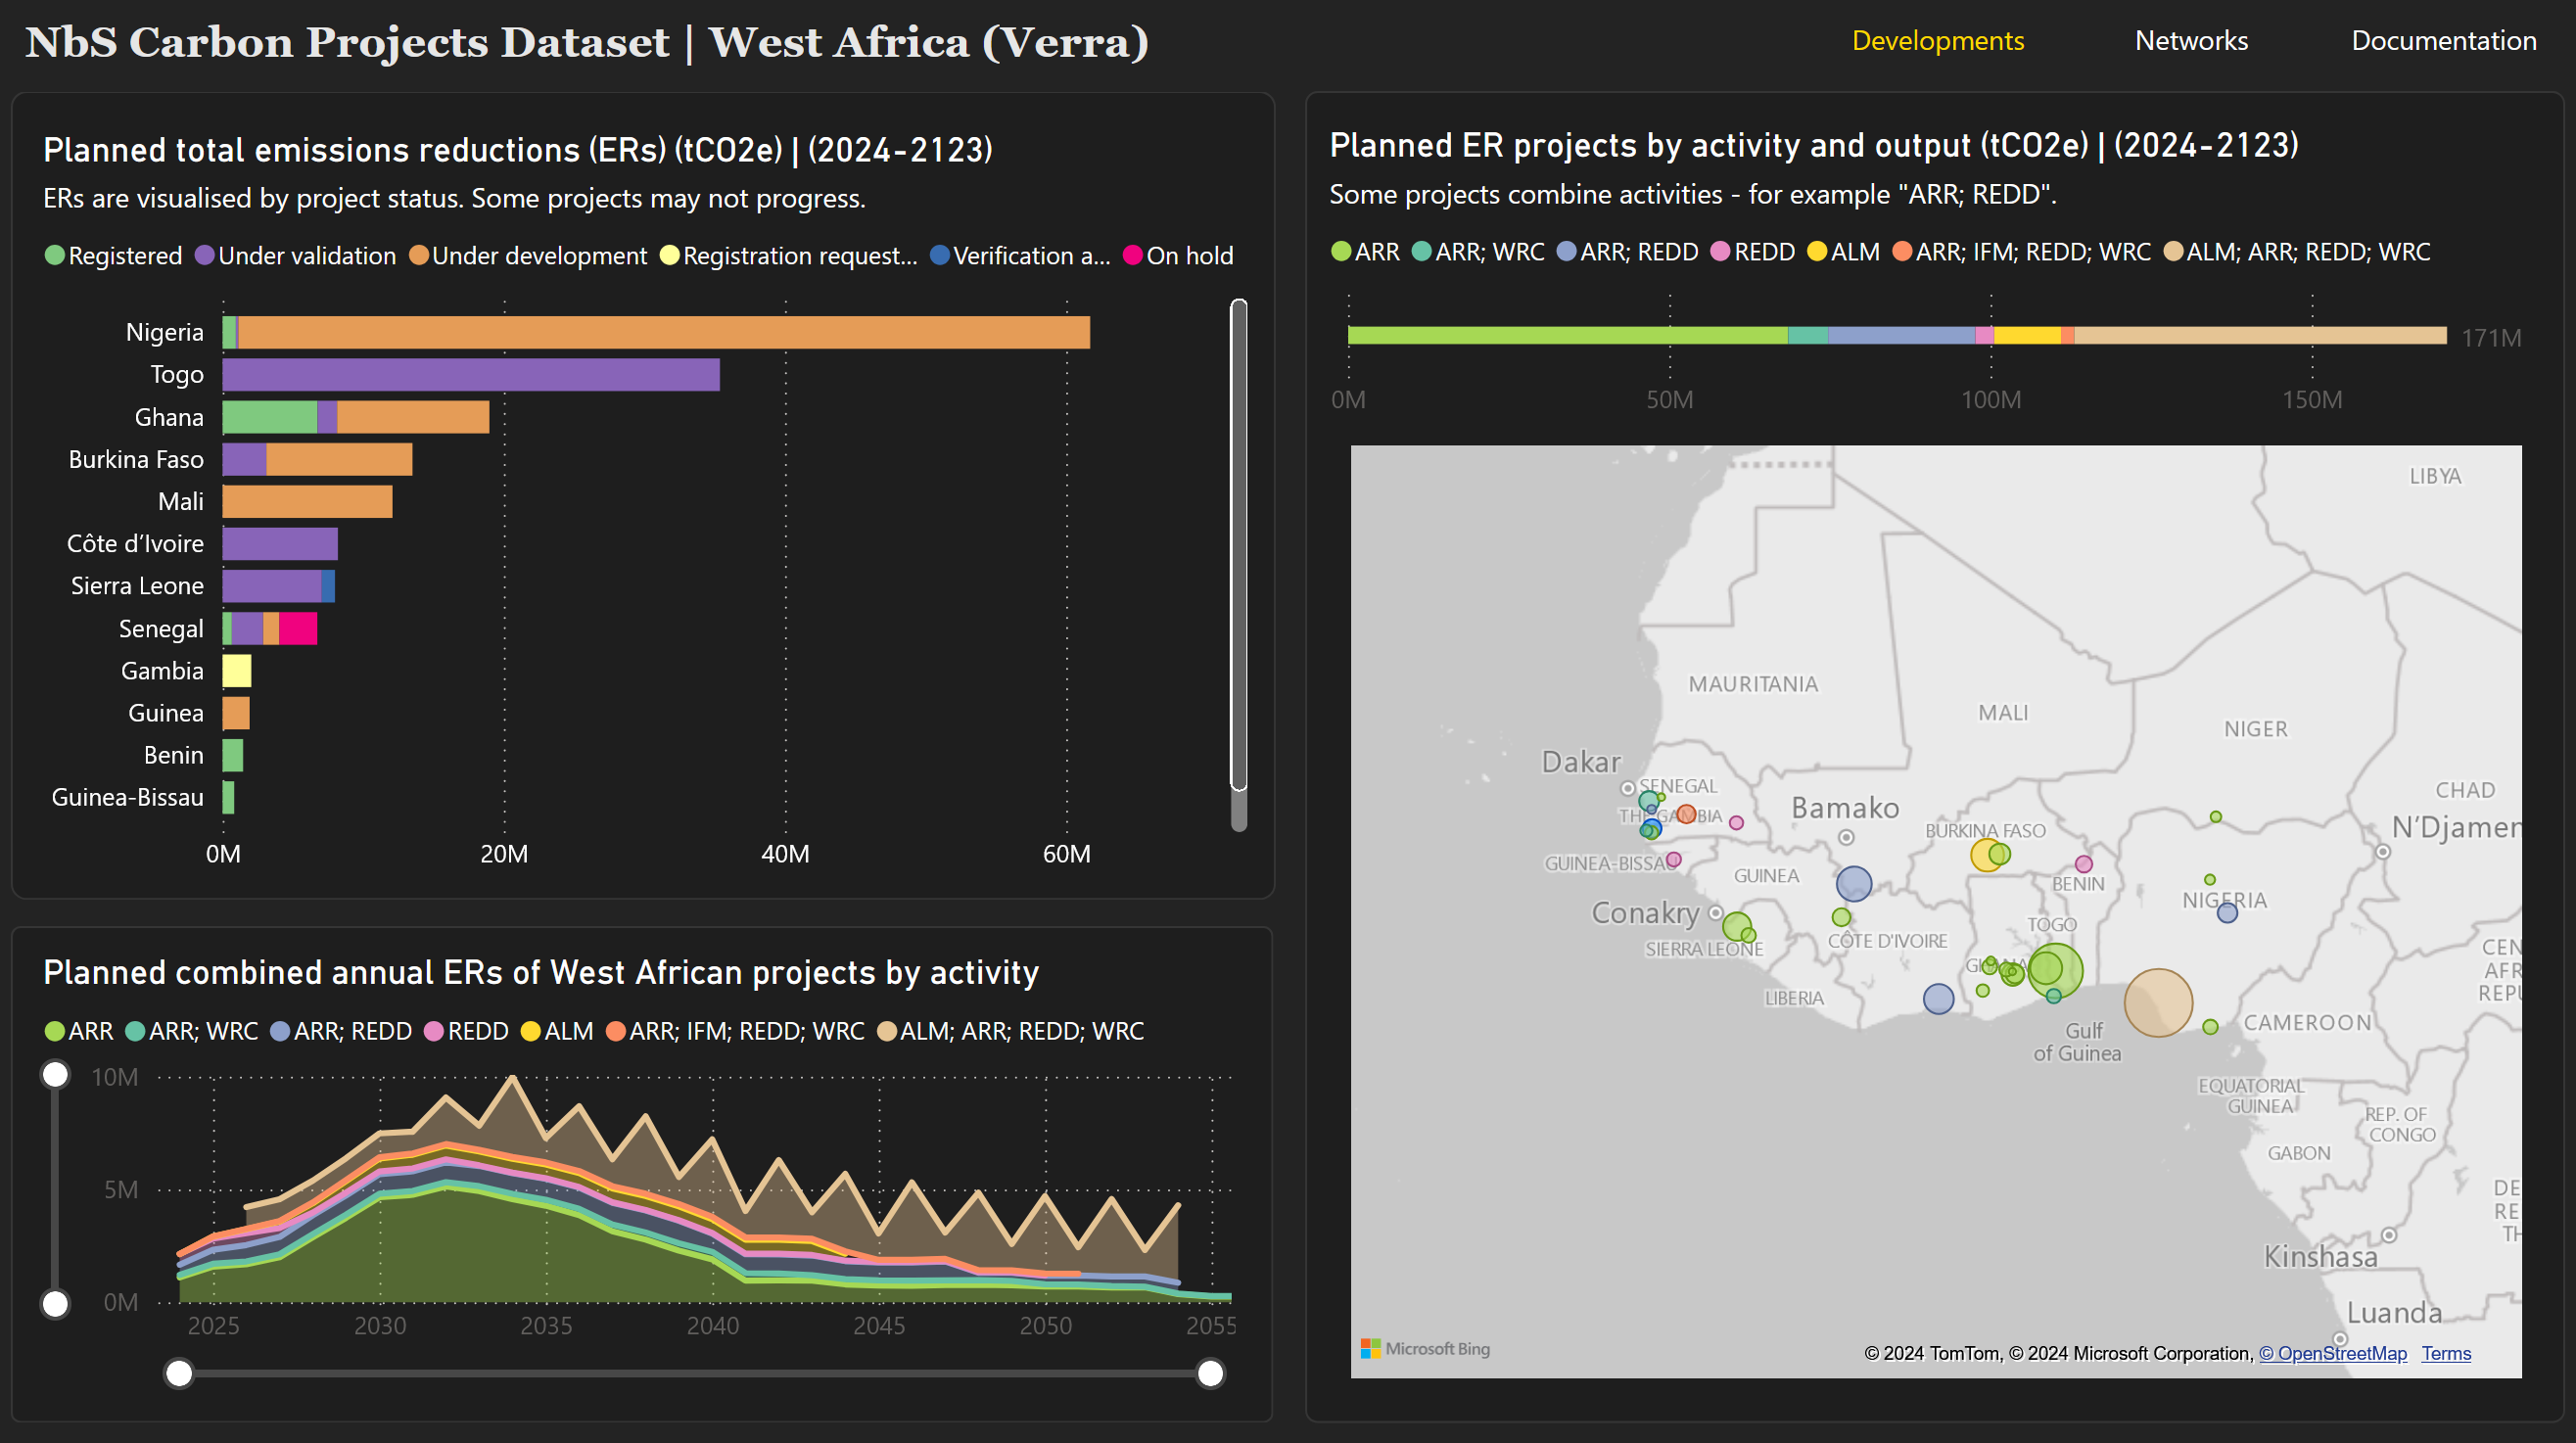 NbS Carbon Projects Dataset | West Africa (Verra)
Developments
Networks
Documentation
Planned total emissions reductions (ERs) (tCO2e) | (2024-2123)
ERs are visualised by project status. Some projects may not progress.
Registered
Under validation
Under development
Registration request...
Verification a...
On hold
Nigeria
Togo
Ghana
Burkina Faso
Mali
Côte d’Ivoire
Sierra Leone
Senegal
Gambia
Guinea
Benin
Guinea-Bissau
0M
20M
40M
60M
Planned combined annual ERs of West African projects by activity
ARR
ARR; WRC
ARR; REDD
REDD
ALM
ARR; IFM; REDD; WRC
ALM; ARR; REDD; WRC
10M
5M
0M
2025
2030
2035
2040
2045
2050
2055
Planned ER projects by activity and output (tCO2e) | (2024-2123)
Some projects combine activities - for example "ARR; REDD".
ARR
ARR; WRC
ARR; REDD
REDD
ALM
ARR; IFM; REDD; WRC
ALM; ARR; REDD; WRC
171M
0M
50M
100M
150M
LIBYA
MAURITANIA
MALI
NIGER
Dakar
SENEGAL
CHAD
THE GAMBIA
Bamako
BURKINA FASO
N’Djamen
GUINEA-BISSAU
GUINEA
BENIN
NIGERIA
Conakry
TOGO
SIERRA LEONE
CÔTE D'IVOIRE
CEN
AFR
REPU
GHANA
LIBERIA
CAMEROON
Gulf
of Guinea
EQUATORIAL
GUINEA
REP. OF
CONGO
GABON
DE
RE
TH
Kinshasa
Luanda
Microsoft Bing
© 2024 TomTom, © 2024 Microsoft Corporation, © OpenStreetMap Terms